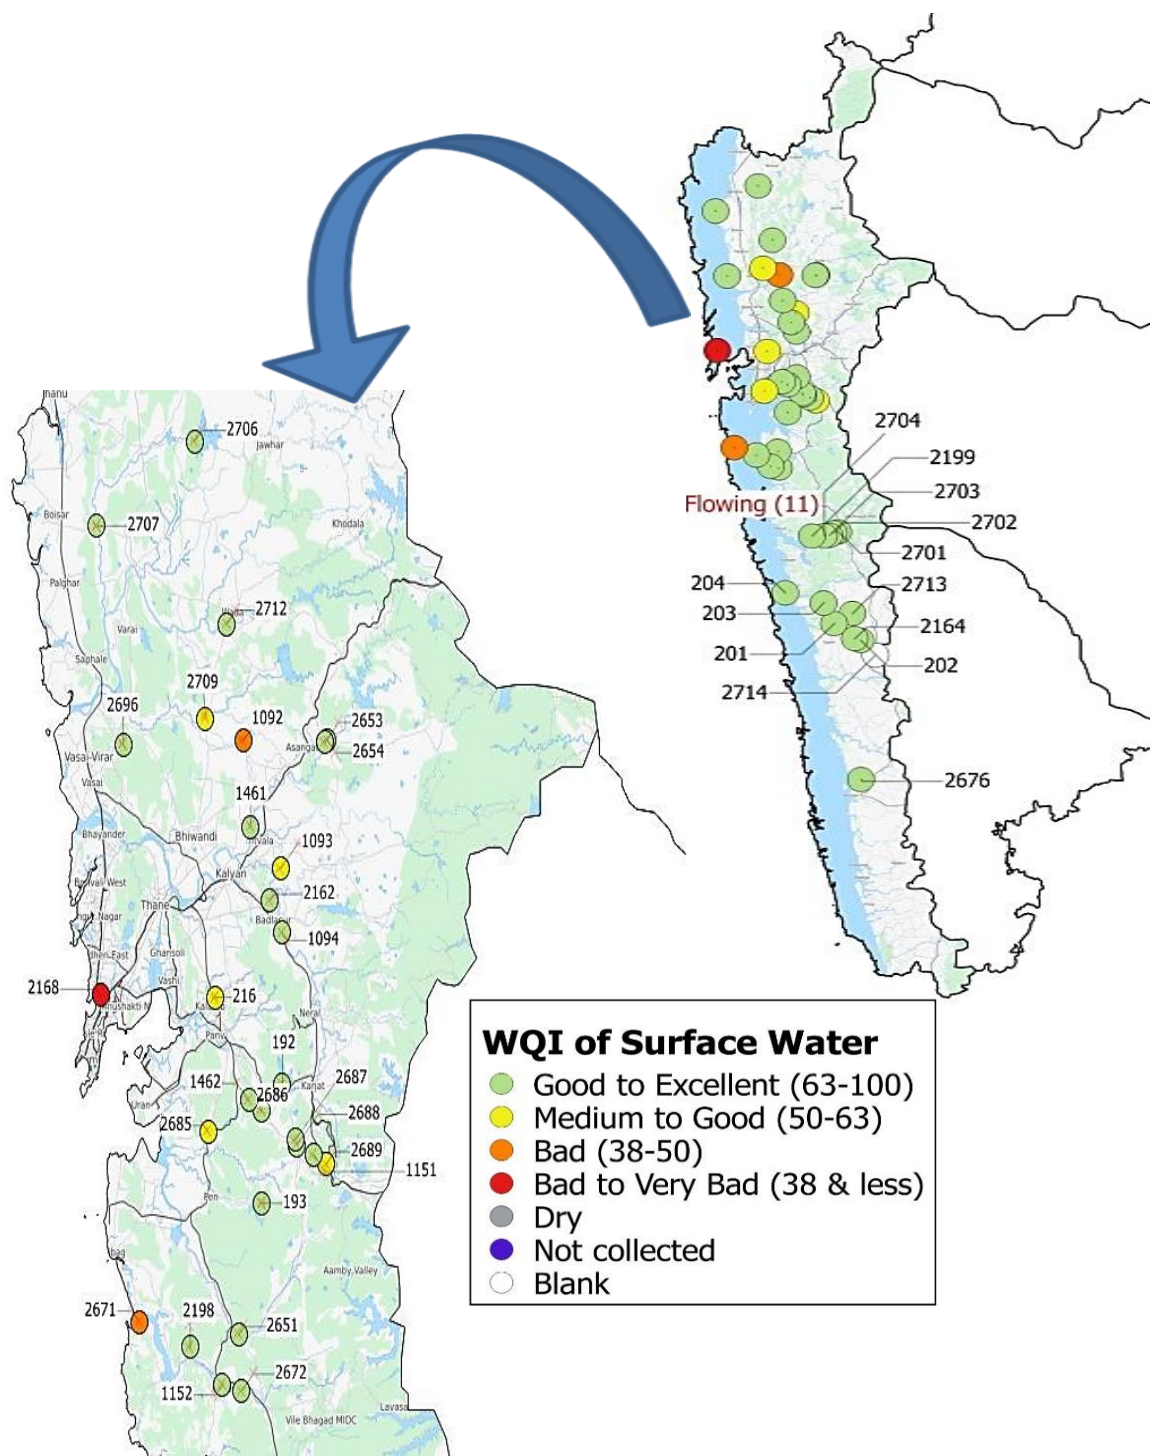 2704
2199
Flowing (11)
2703
2702
2701
204
2713
203
2164
201
202
2714
2676
2706
Jawhar
Boisar
2707
Khodala
Palghar
2712
Varai
Saphale
2709
2696
1092
2653
Vasai-Virar
2654
Vasai
1461
Bhayander
Bhiwandi
1093
Kalyan
2162
Thane
1094
Ghansoli
Vashi
2168
216
Neral
192
1462
Karjat
2687
2686
Uran
2688
2685
2689
1151
Pen
193
Aamby Valley
2671
2198
2651
2672
1152
Lavasa
Vile Bhagad MIDC
WQI of Surface Water
Good to Excellent (63-100)
Medium to Good (50-63)
Bad (38-50)
Bad to Very Bad (38 & less)
Dry
Not collected
Blank